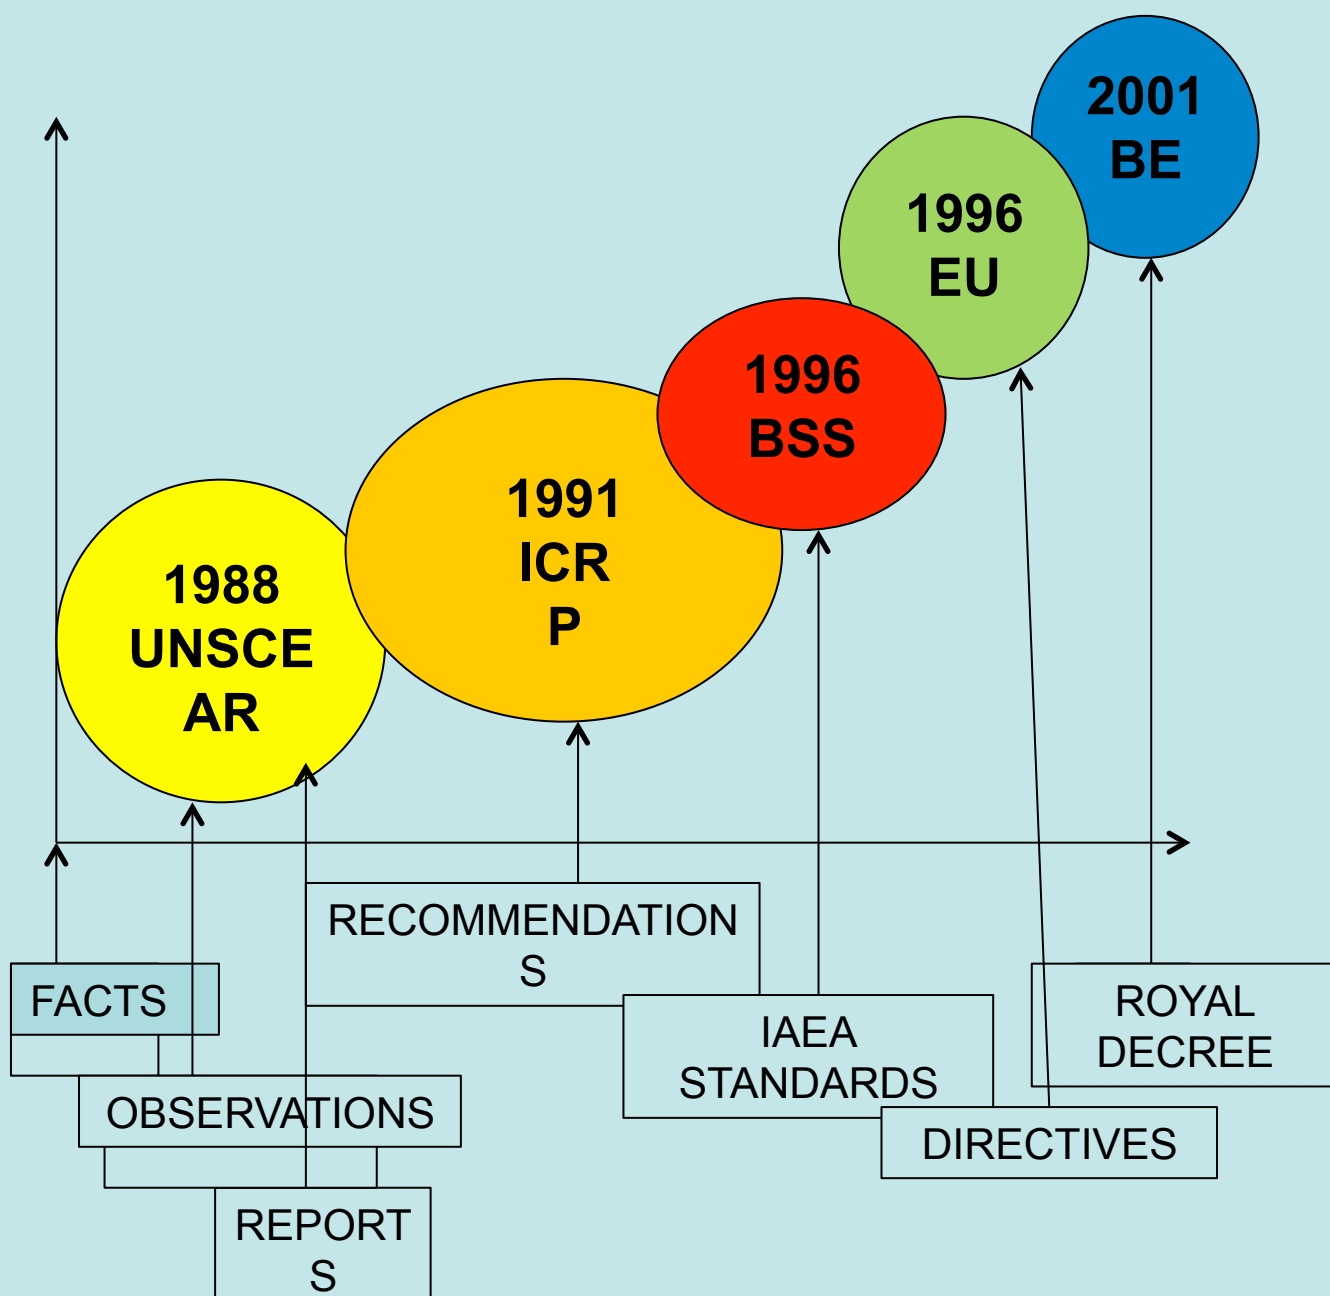 2001
BE
1996
EU
1996
BSS
1991
ICR
P
1988
UNSCE
AR
RECOMMENDATION
S
FACTS
IAEA
STANDARDS
ROYAL
DECREE
OBSERVATIONS
DIRECTIVES
REPORT
S